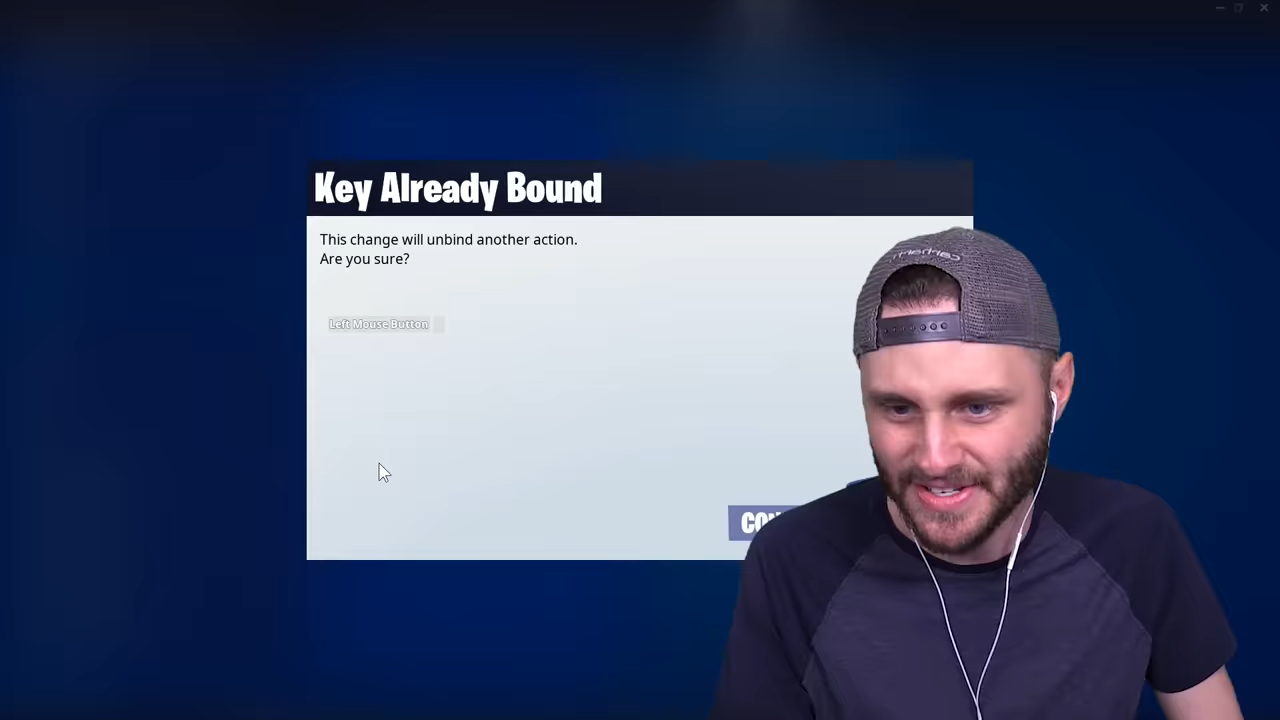 Key Already Bound
This change will unbind another action.
Are you sure?
Left Mouse Button